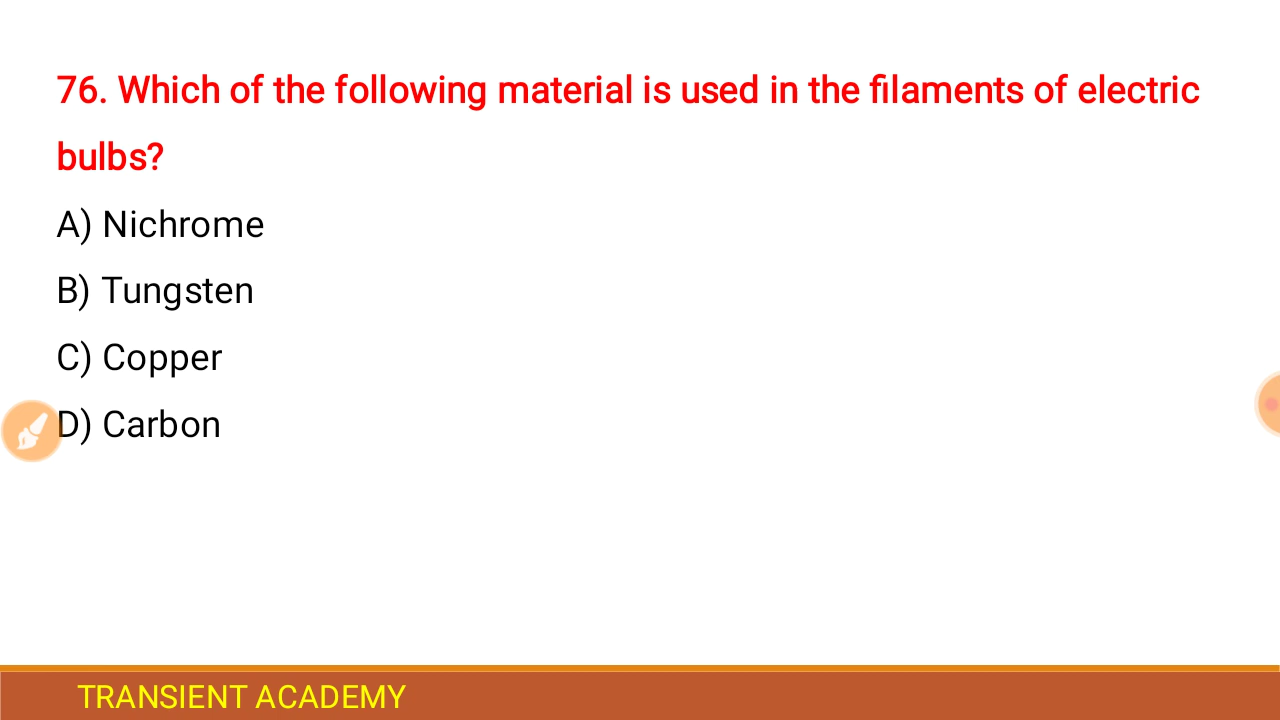 76. Which of the following material is used in the filaments of electric
bulbs?
A) Nichrome
B) Tungsten
C) Copper
D) Carbon
TRANSIENT ACADEMY